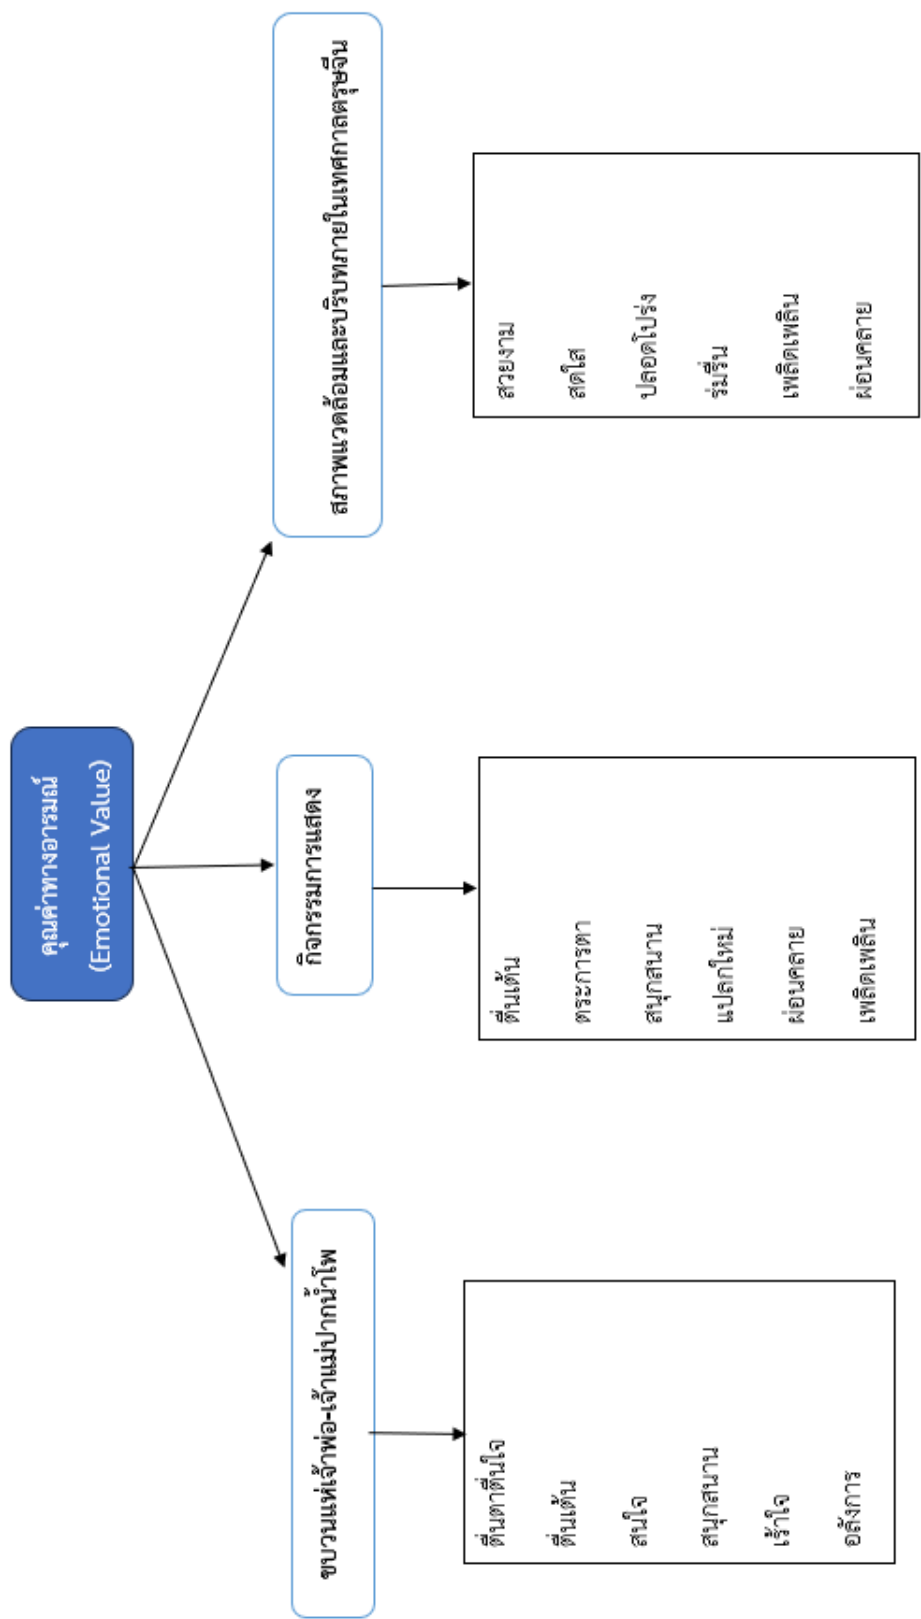 คุณค่าทางอารมณ์
(Emotional Value)
ขบวนแห่เจ้าพ่อ-เจ้าแม่ปากน้ำโพ
กิจกรรมการแสดง
สภาพแวดล้อมและบริบทภายในเทศกาลตรุษจีน
ตื่นตาตื่นใจ
ตื่นเต้น
สนใจ
สนุกสนาน
เร้าใจ
อลังการ
ตื่นเต้น
ตระการตา
สนุกสนาน
แปลกใหม่
ผ่อนคลาย
เพลิดเพลิน
สวยงาม
สดใส
ปลอดโปร่ง
ร่มรื่น
เพลิดเพลิน
ผ่อนคลาย